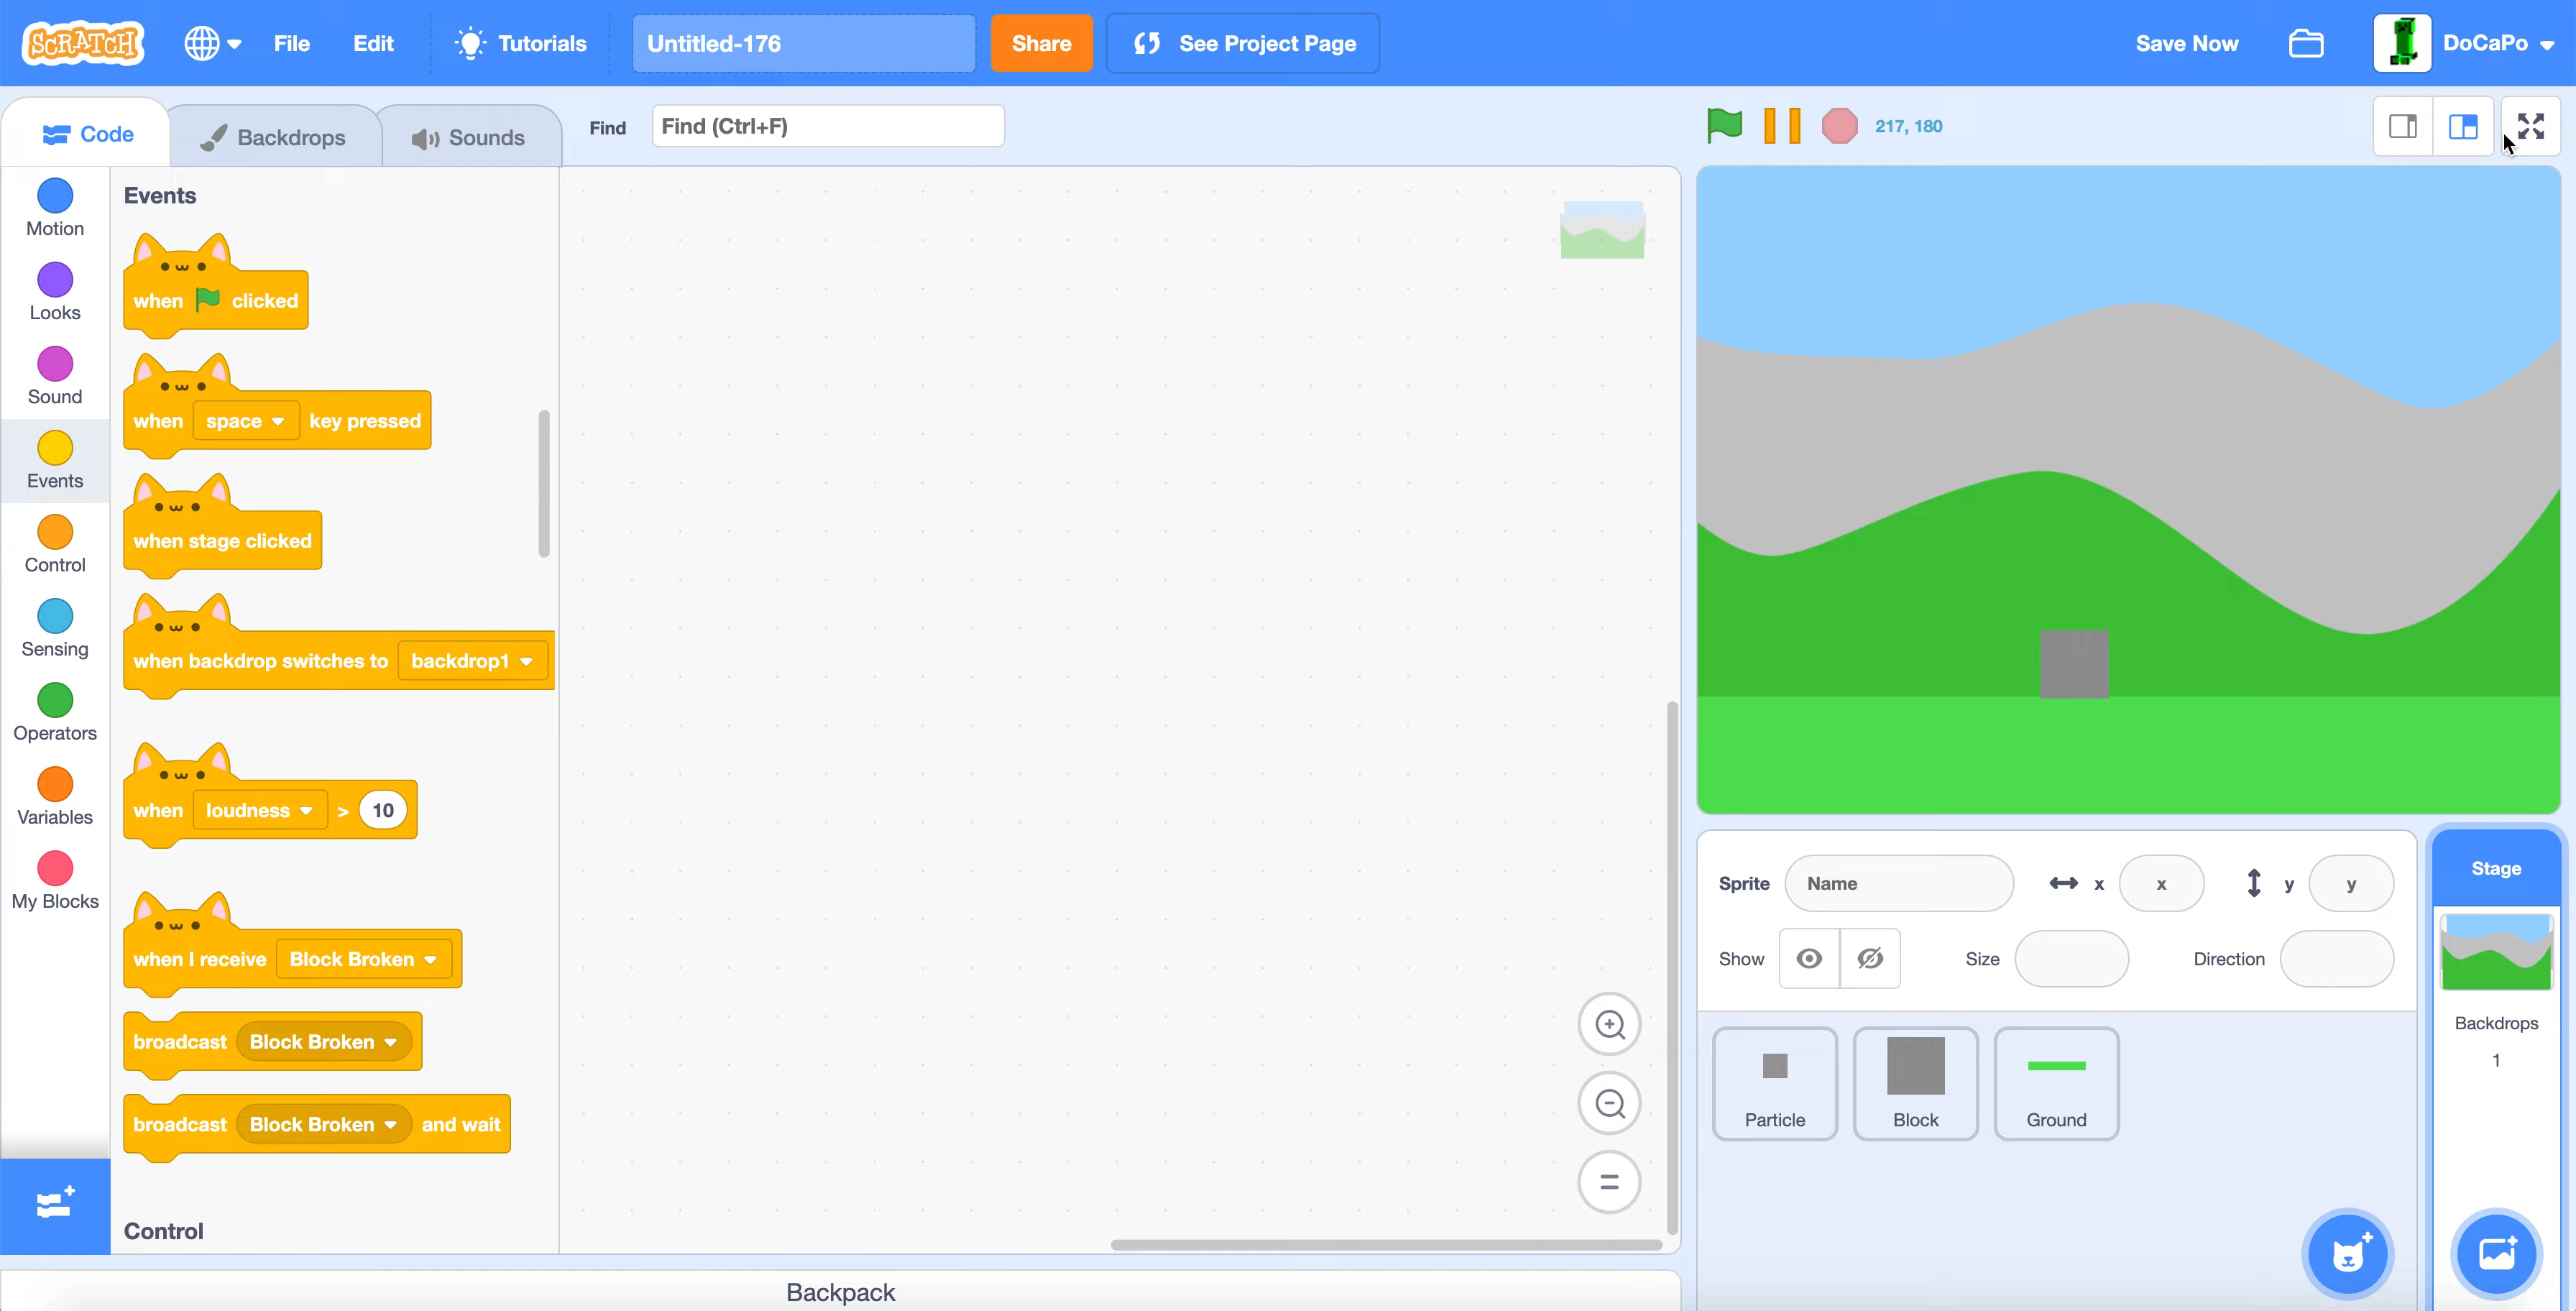 SCRATCH
File
Edit
Tutorials
Untitled-176
Share
See Project Page
Save Now
DoCaPo
Code
Backdrops
Sounds
Find
Find (Ctrl+F)
217, 180
Motion
Looks
Sound
Events
Control
Sensing
Operators
Variables
My Blocks
Events
when clicked
when space key pressed
when stage clicked
when backdrop switches to backdrop1
when loudness > 10
when I receive Block Broken
broadcast Block Broken
broadcast Block Broken and wait
Control
Backpack
Sprite Name x x y y
Show Size Direction
Particle
Block
Ground
Stage
Backdrops
1